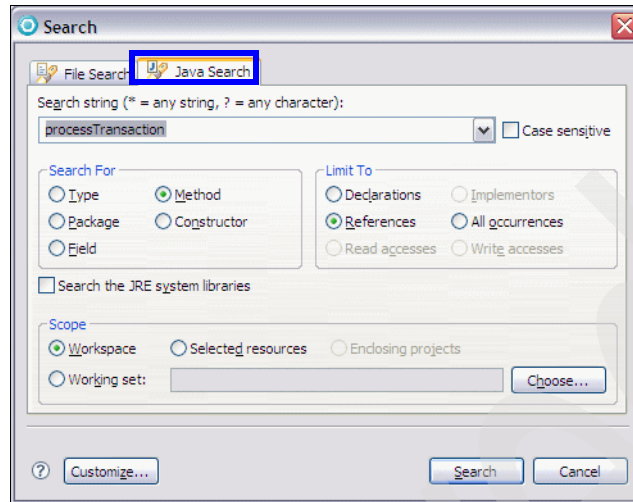 Search
File Search
Java Search
Search string (* = any string, ? = any character):
processTransaction
Case sensitive
Search For
Type
Method
Package
Constructor
Field
Limit To
Declarations
Implementors
References
All occurrences
Read accesses
Write accesses
Search the JRE system libraries
Scope
Workspace
Selected resources
Enclosing projects
Working set:
Choose...
?
Customize...
Search
Cancel